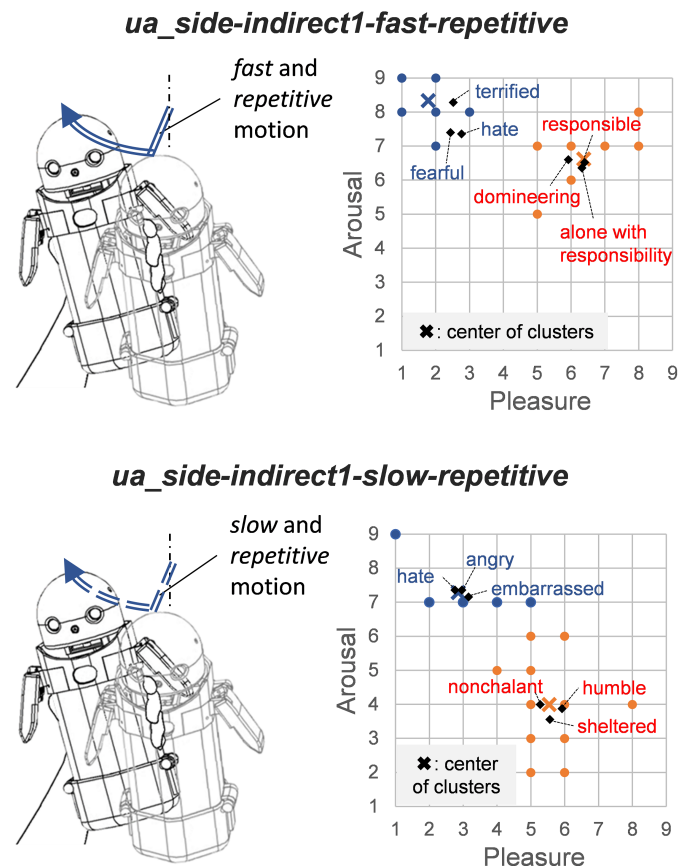 ua_side-indirect1-fast-repetitive
fast and
repetitive
motion
Arousal
9
8
7
6
5
4
3
2
1
terrified
hate
fearful
responsible
domineering
alone with
responsibility
✖: center of clusters
1 2 3 4 5 6 7 8 9
Pleasure
ua_side-indirect1-slow-repetitive
slow and
repetitive
motion
Arousal
9
8
7
6
5
4
3
2
1
angry
hate
embarrassed
nonchalant
humble
sheltered
✖: center
of clusters
1 2 3 4 5 6 7 8 9
Pleasure